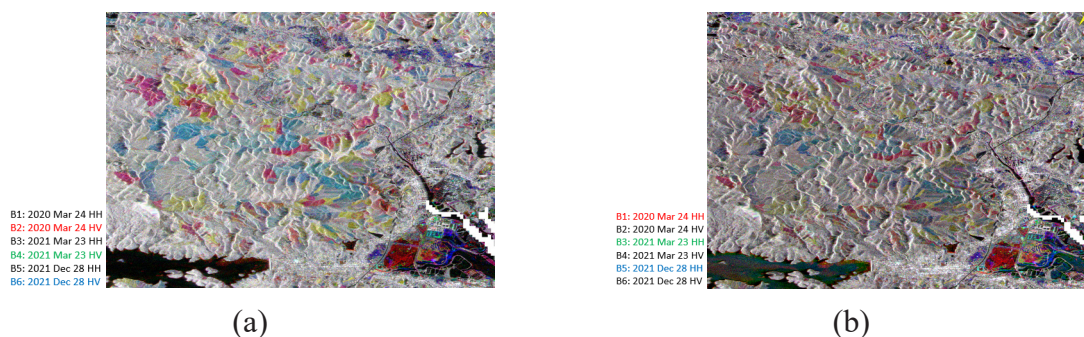 B1: 2020 Mar 24 HH
B2: 2020 Mar 24 HV
B3: 2021 Mar 23 HH
B4: 2021 Mar 23 HV
B5: 2021 Dec 28 HH
B6: 2021 Dec 28 HV
(a)
B1: 2020 Mar 24 HH
B2: 2020 Mar 24 HV
B3: 2021 Mar 23 HH
B4: 2021 Mar 23 HV
B5: 2021 Dec 28 HH
B6: 2021 Dec 28 HV
(b)